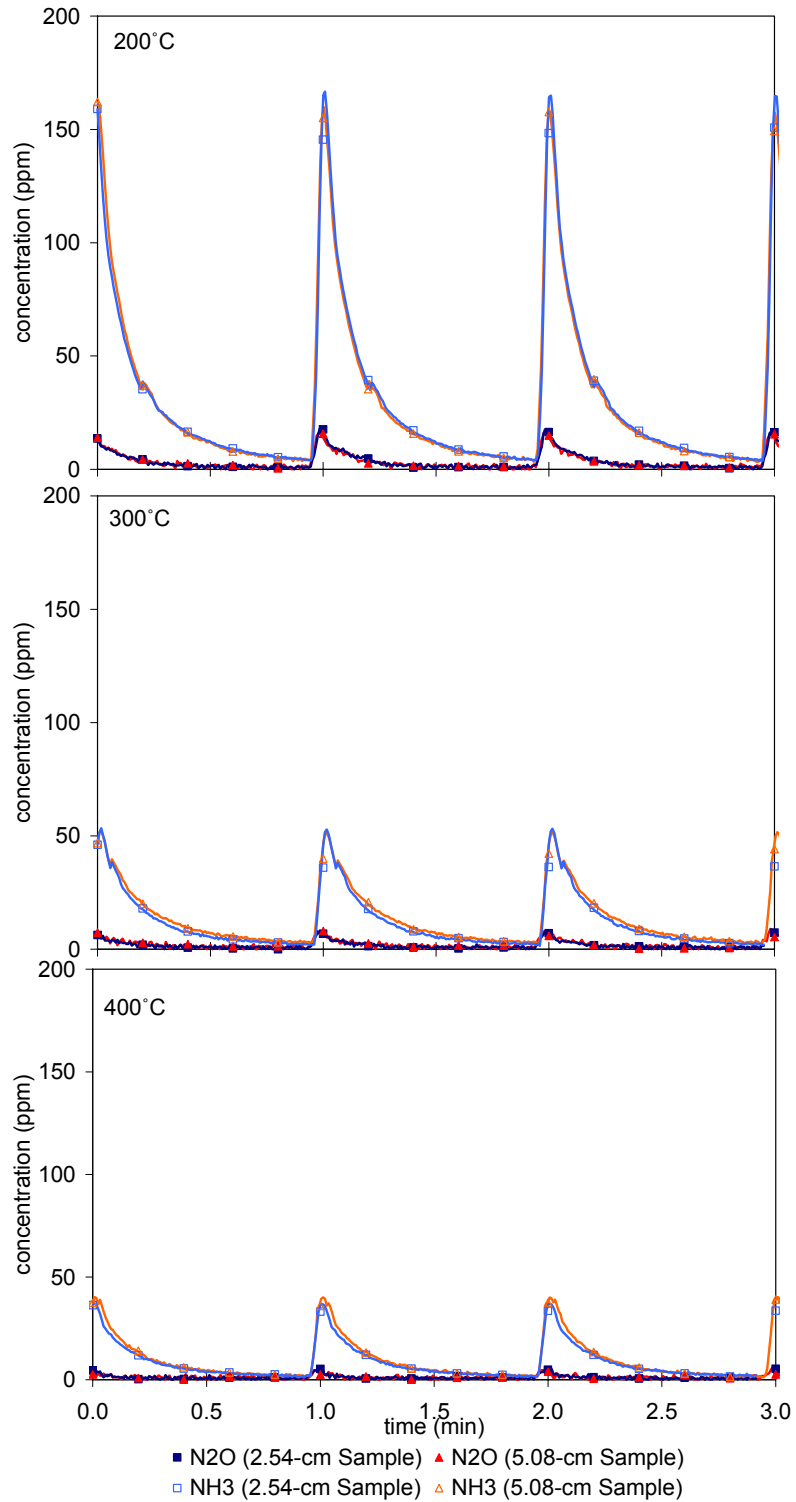 200
200˚C
150
concentration (ppm)
100
50
0
200
300˚C
150
concentration (ppm)
100
50
0
200
400˚C
150
concentration (ppm)
100
50
0
0.0 0.5 1.0 1.5 2.0 2.5 3.0
time (min)
N2O (2.54-cm Sample) N2O (5.08-cm Sample)
NH3 (2.54-cm Sample) NH3 (5.08-cm Sample)